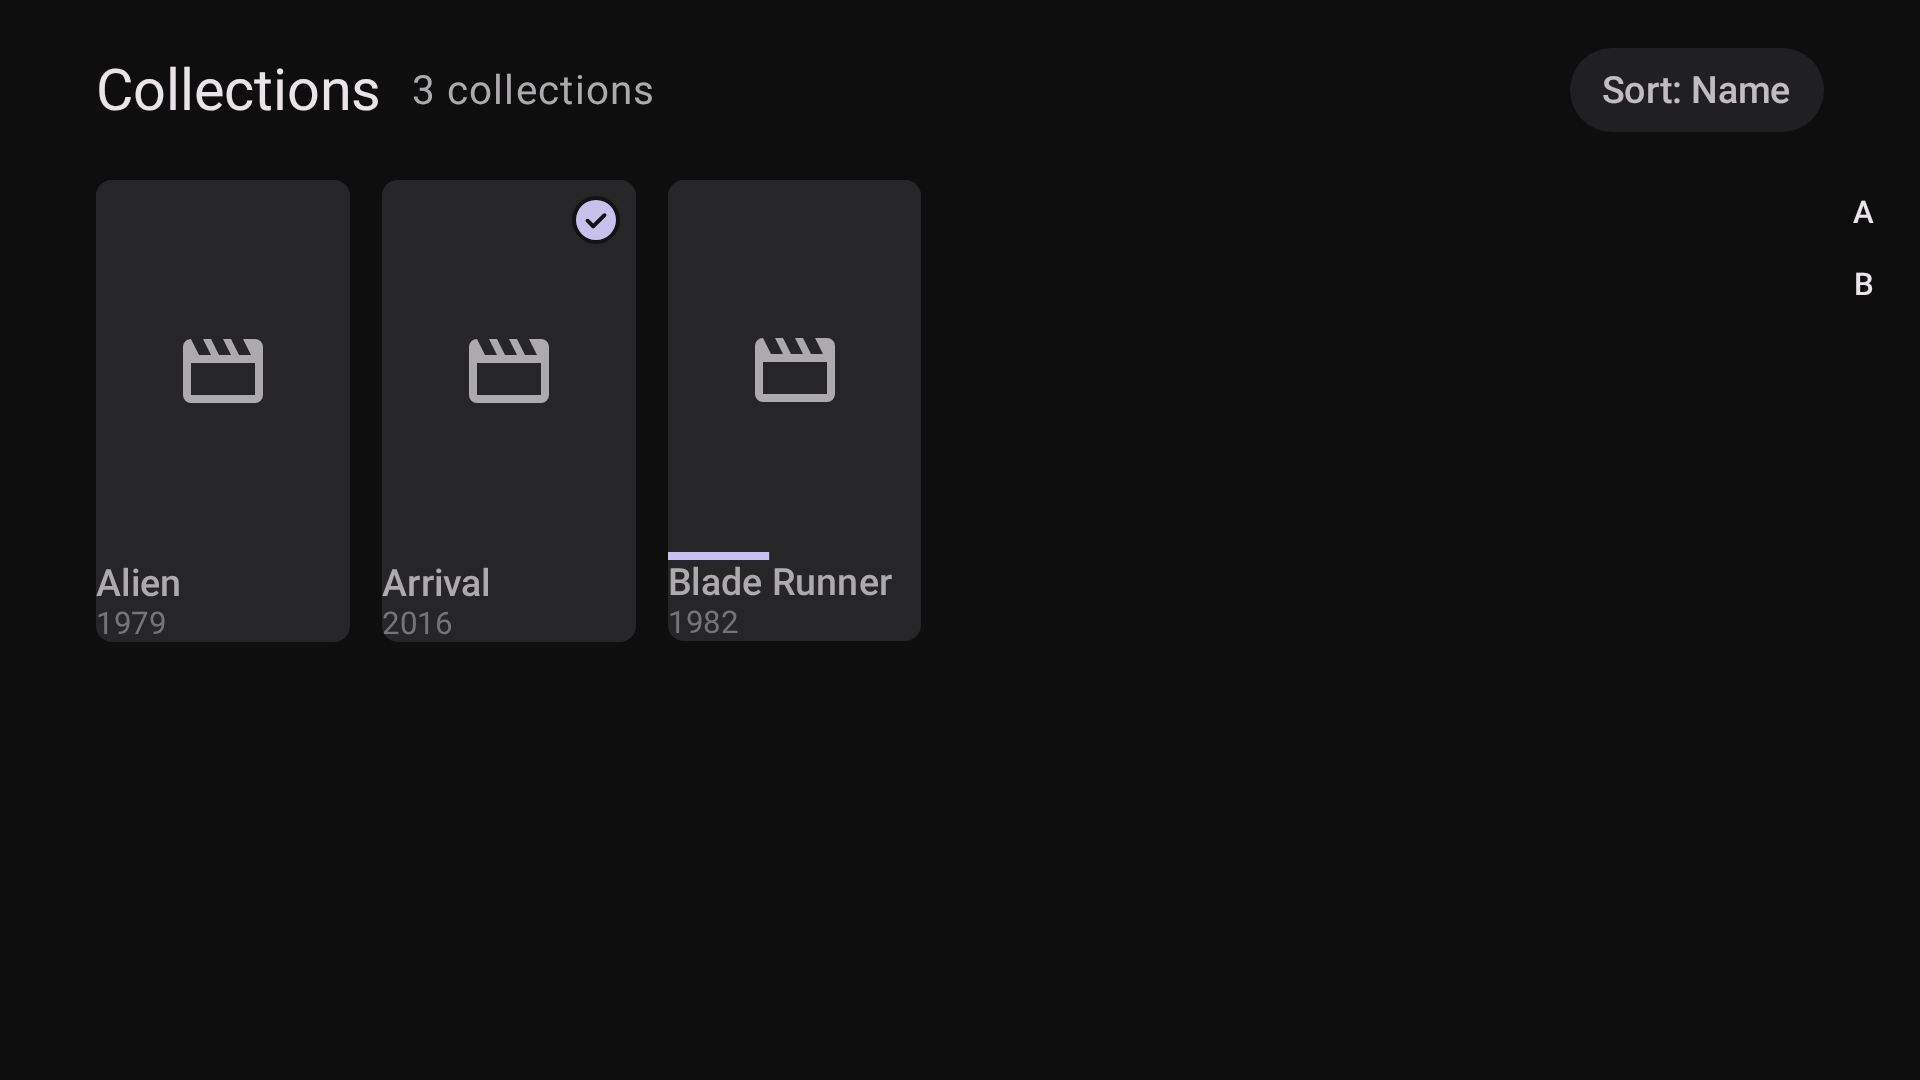 Collections 3 collections
Sort: Name
A
B
Alien
1979
Arrival
2016
Blade Runner
1982